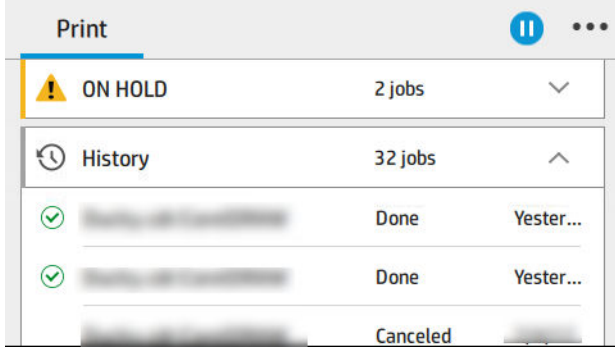 Print
ON HOLD 2 jobs
History 32 jobs
Done Yester...
Done Yester...
Canceled